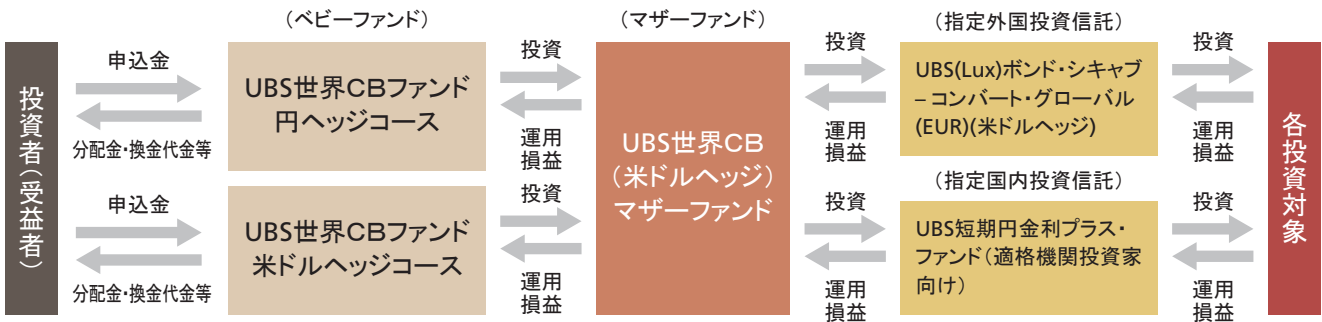 投資者(受益者)
申込金
分配金・換金代金等
申込金
分配金・換金代金等
(ベビーファンド)
UBS世界CBファンド
円ヘッジコース
UBS世界CBファンド
米ドルヘッジコース
投資
運用
損益
投資
運用
損益
(マザーファンド)
UBS世界CB
(米ドルヘッジ)
マザーファンド
投資
運用
損益
投資
運用
損益
(指定外国投資信託)
UBS(Lux)ボンド・シキャブ
– コンバート・グローバル
(EUR)(米ドルヘッジ)
(指定国内投資信託)
UBS短期円金利プラス・
ファンド(適格機関投資家
向け)
投資
運用
損益
投資
運用
損益
各投資対象